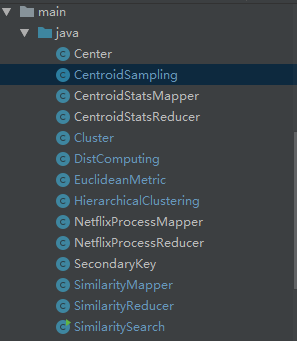 main
java
Center
CentroidSampling
CentroidStatsMapper
CentroidStatsReducer
Cluster
DistComputing
EuclideanMetric
HierarchicalClustering
NetflixProcessMapper
NetflixProcessReducer
SecondaryKey
SimilarityMapper
SimilarityReducer
SimilaritySearch